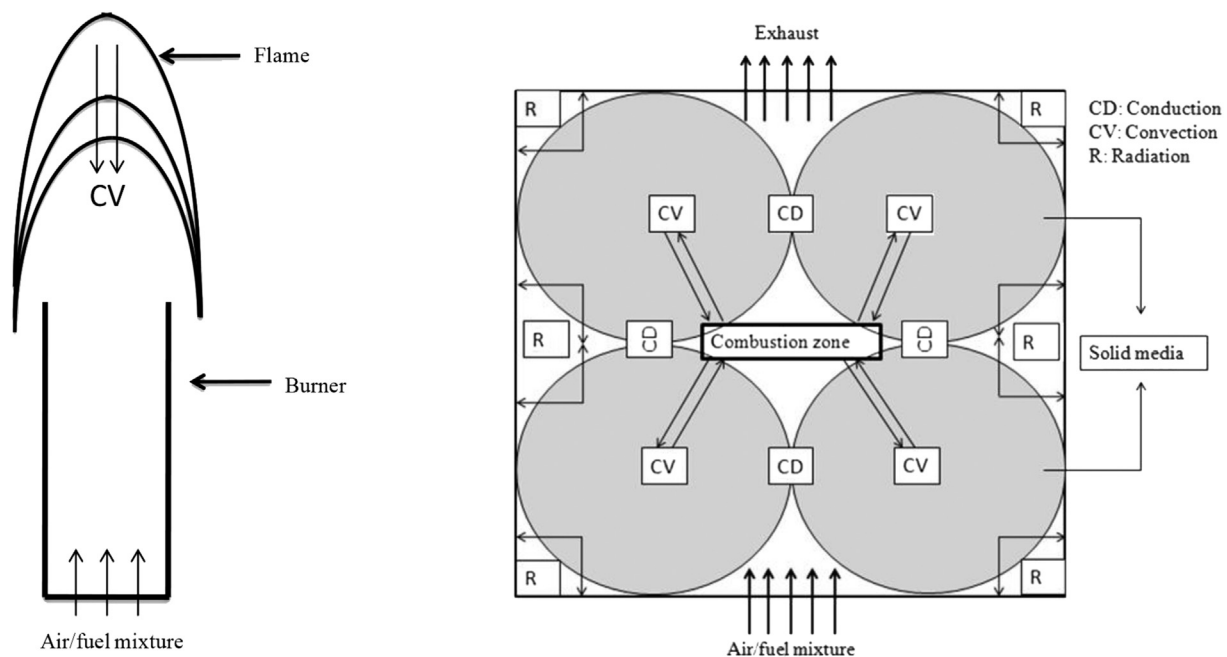 Flame
CV
Burner
Air/fuel mixture
Exhaust
R
R
CD: Conduction
CV: Convection
R: Radiation
CV
CD
CV
R
CD
Combustion zone
CD
R
Solid media
CV
CD
CV
R
R
Air/fuel mixture